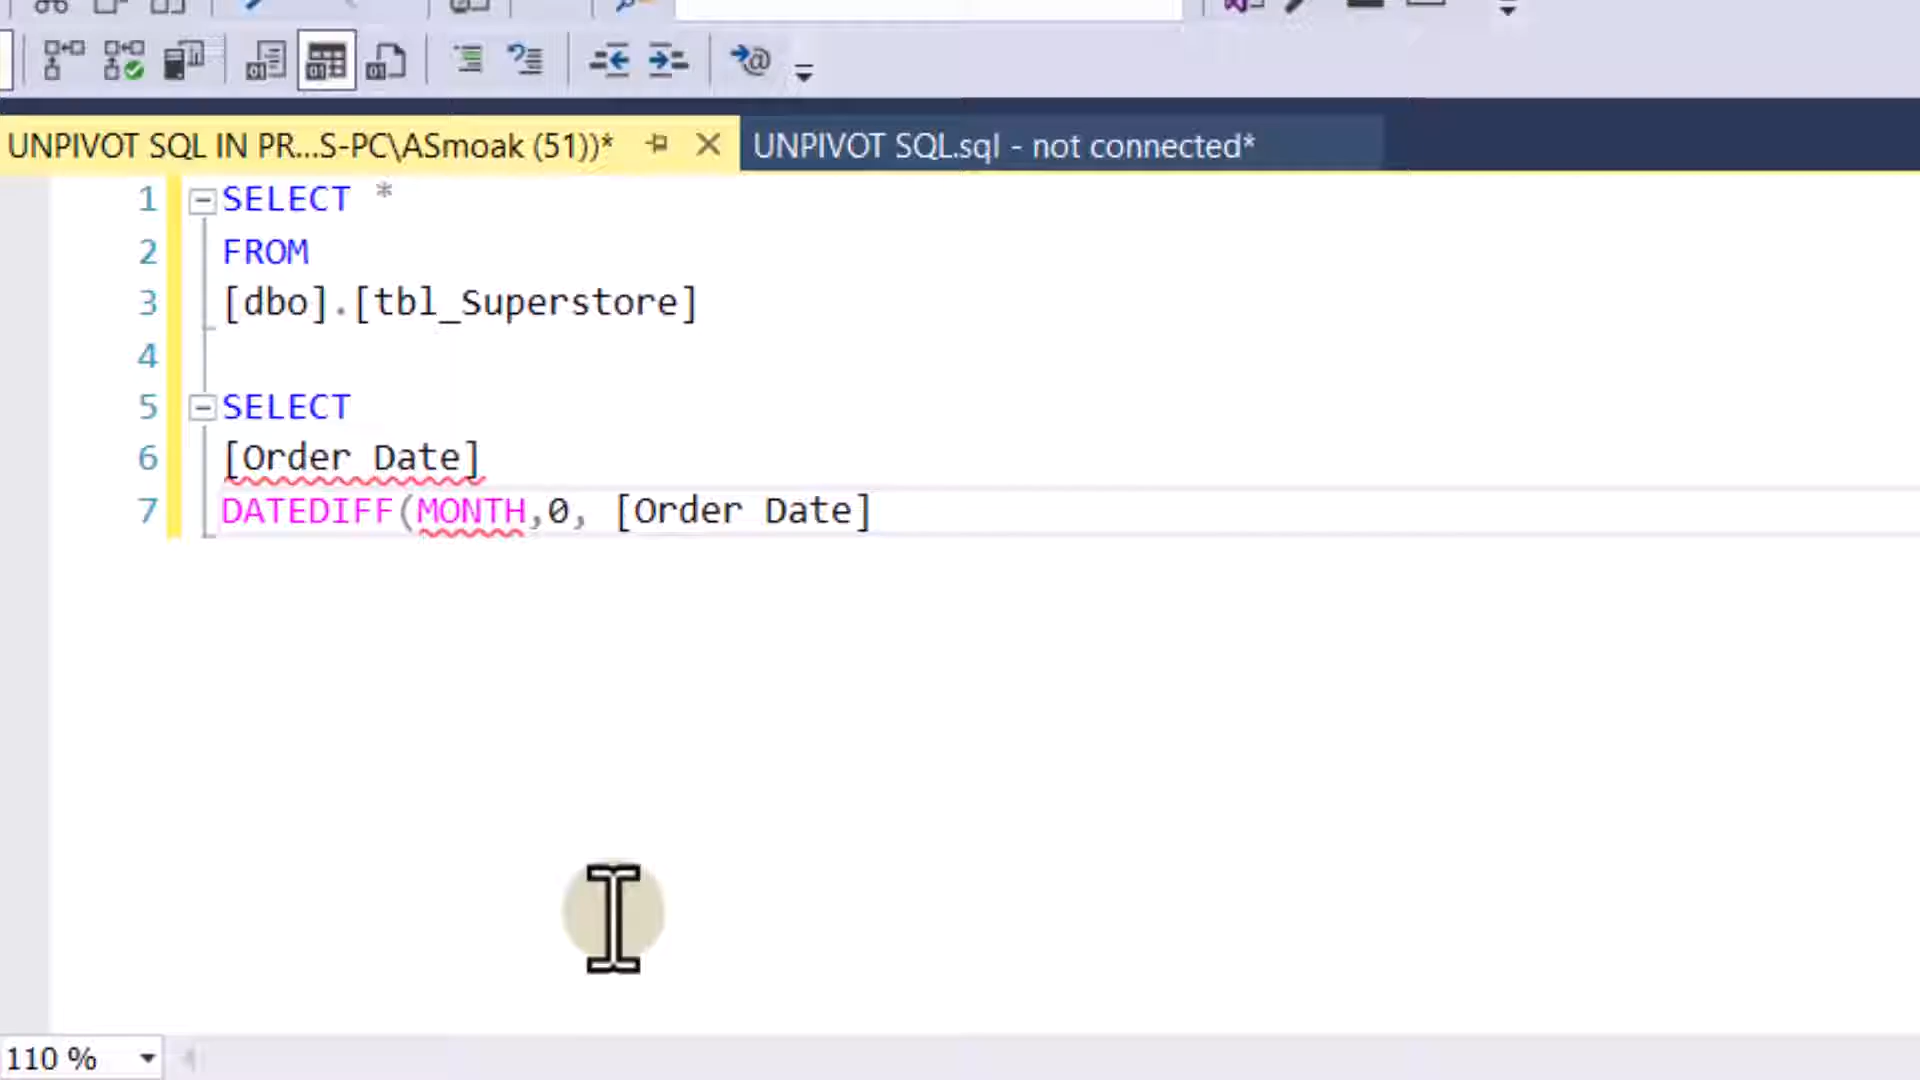 UNPIVOT SQL IN PR...S-PC\ASmoak (51))*
UNPIVOT SQL.sql - not connected*
1 SELECT *
2 FROM
3 [dbo].[tbl_Superstore]
4
5 SELECT
6 [Order Date]
7 DATEDIFF(MONTH,0, [Order Date]
110 %